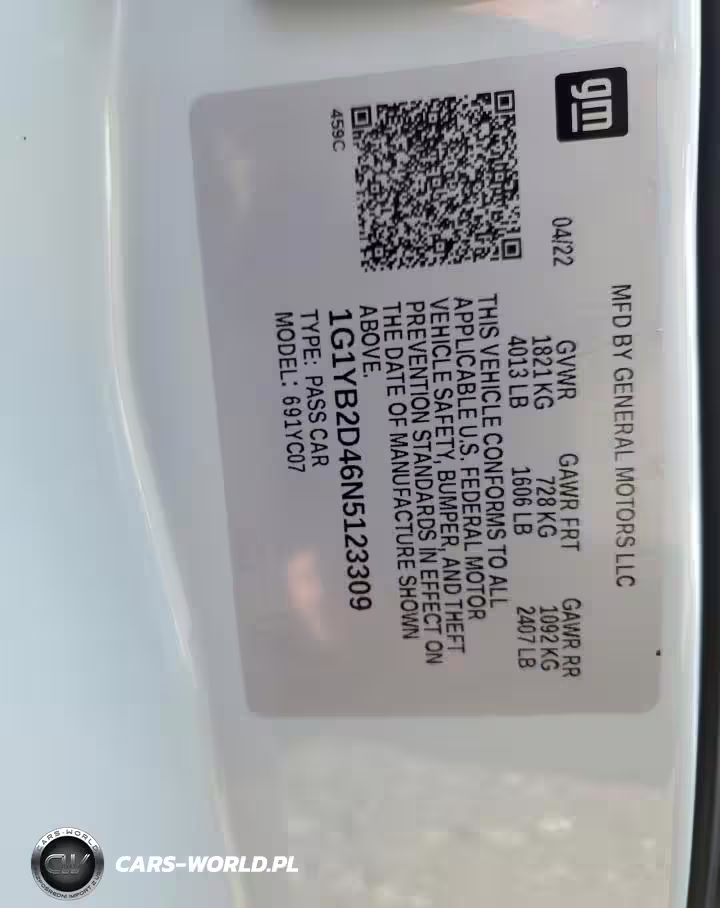 gm
MFD BY GENERAL MOTORS LLC
04/22
GVWR GAWR FRT GAWR RR
1821 KG 728 KG 1092 KG
4013 LB 1606 LB 2407 LB
THIS VEHICLE CONFORMS TO ALL
APPLICABLE U.S. FEDERAL MOTOR
VEHICLE SAFETY, BUMPER, AND THEFT
PREVENTION STANDARDS IN EFFECT ON
THE DATE OF MANUFACTURE SHOWN
ABOVE.
1G1YB2D46N5123309
TYPE: PASS CAR
MODEL: 691YC07
459C
CARS-WORLD
CW
CARS-WORLD.PL